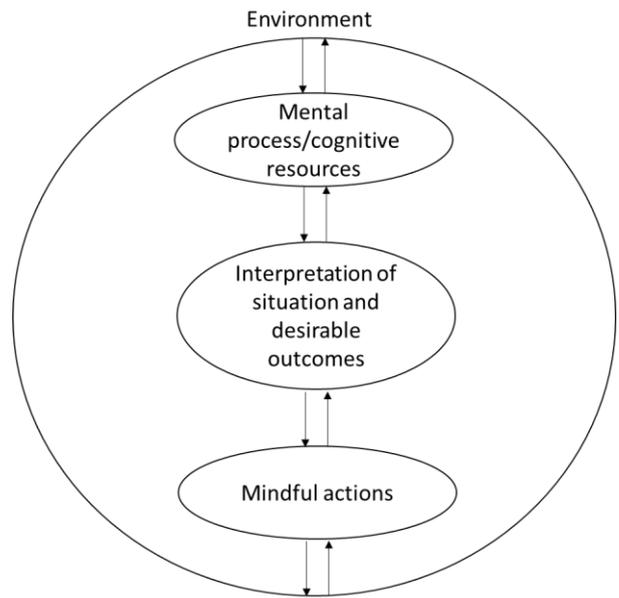 Environment
Mental
process/cognitive
resources
Interpretation of
situation and
desirable
outcomes
Mindful actions